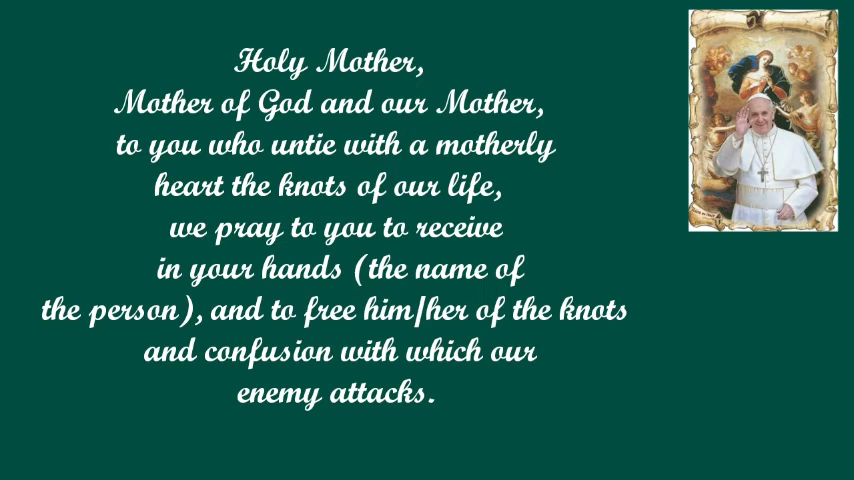 Holy Mother,
Mother of God and our Mother,
to you who untie with a motherly
heart the knots of our life,
we pray to you to receive
in your hands (the name of
the person), and to free him/her of the knots
and confusion with which our
enemy attacks.